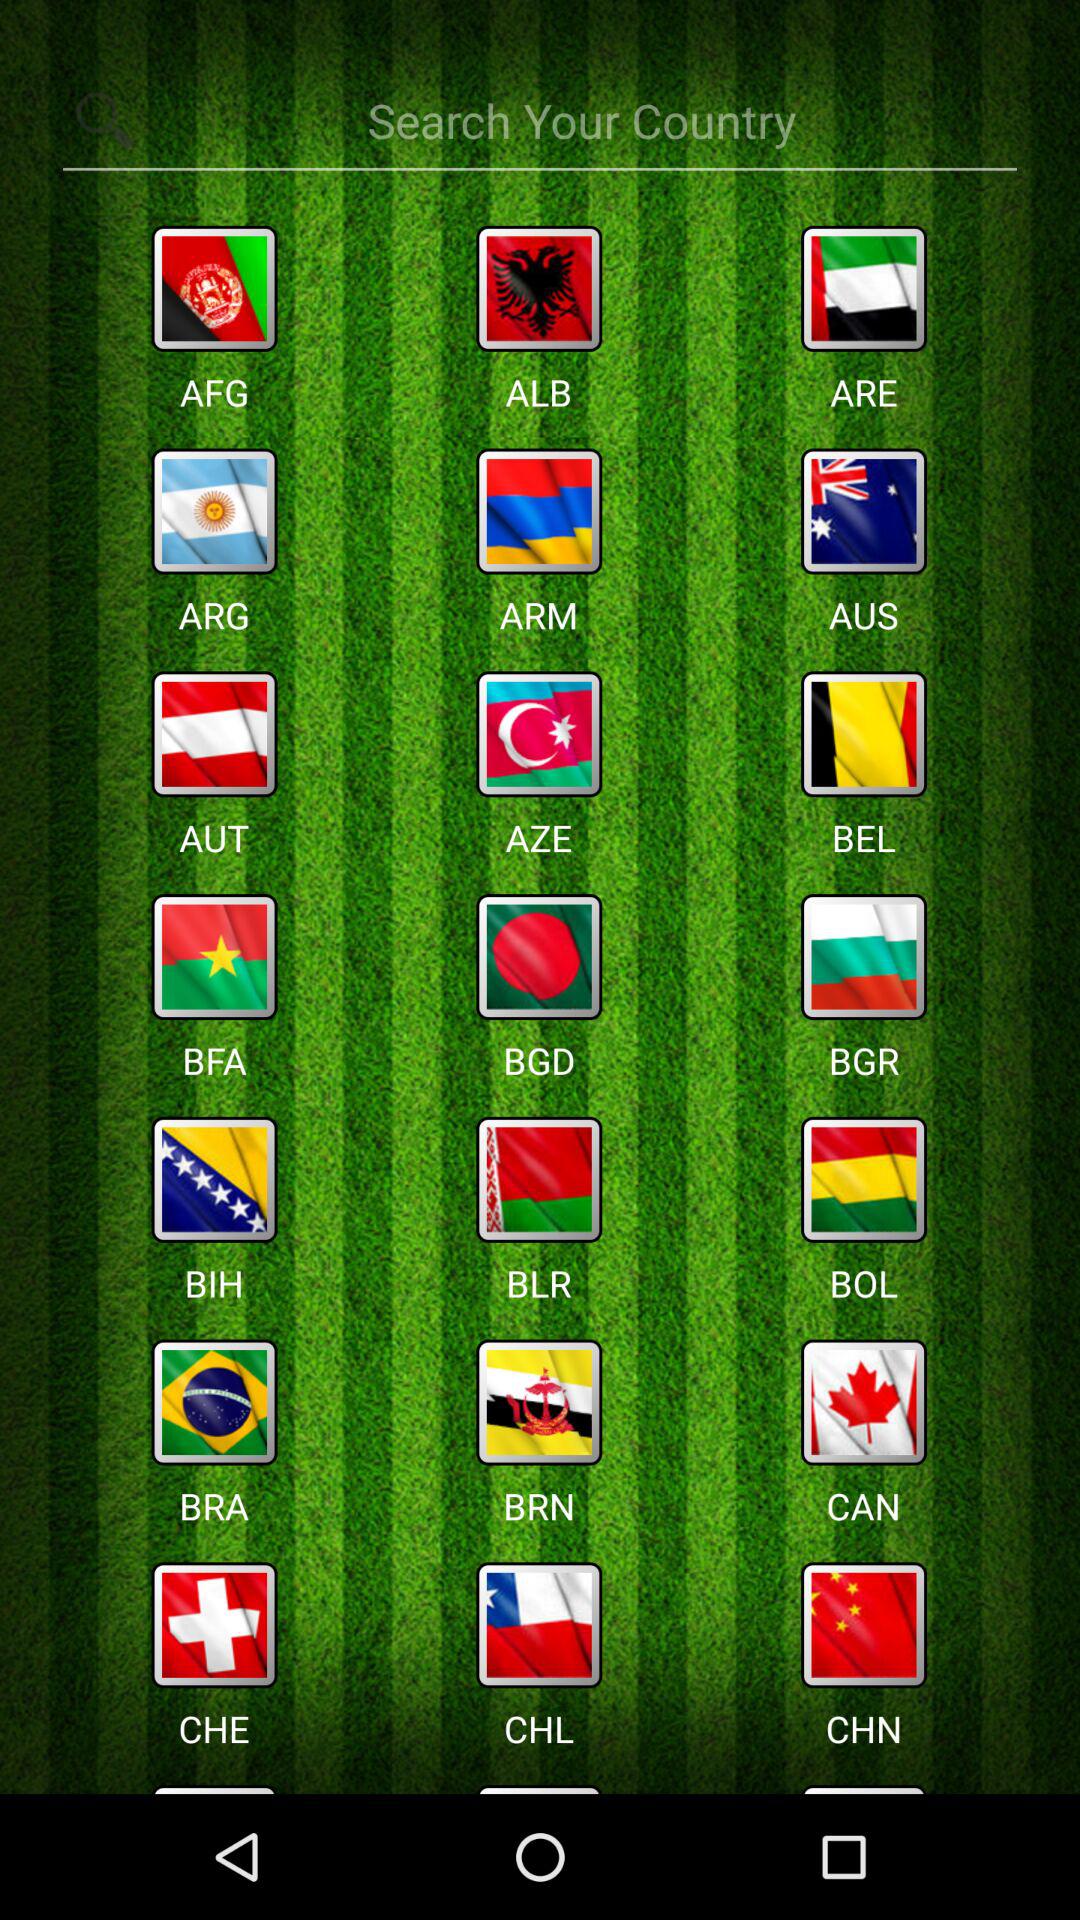 Search Your Country
AFG ALB ARE
ARG ARM AUS
AUT AZE BEL
BFA BGD BGR
BIH BLR BOL
BRA BRN CAN
CHE CHL CHN